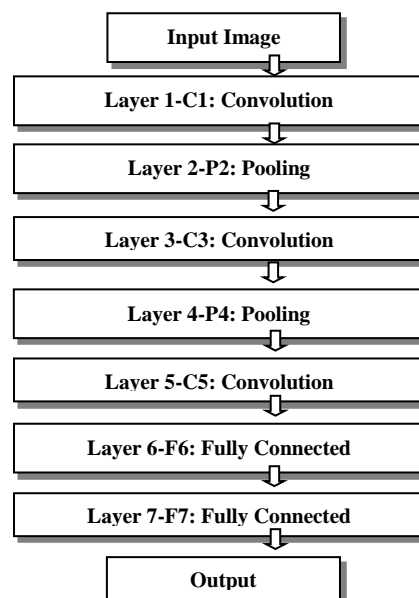 Input Image
Layer 1-C1: Convolution
Layer 2-P2: Pooling
Layer 3-C3: Convolution
Layer 4-P4: Pooling
Layer 5-C5: Convolution
Layer 6-F6: Fully Connected
Layer 7-F7: Fully Connected
Output